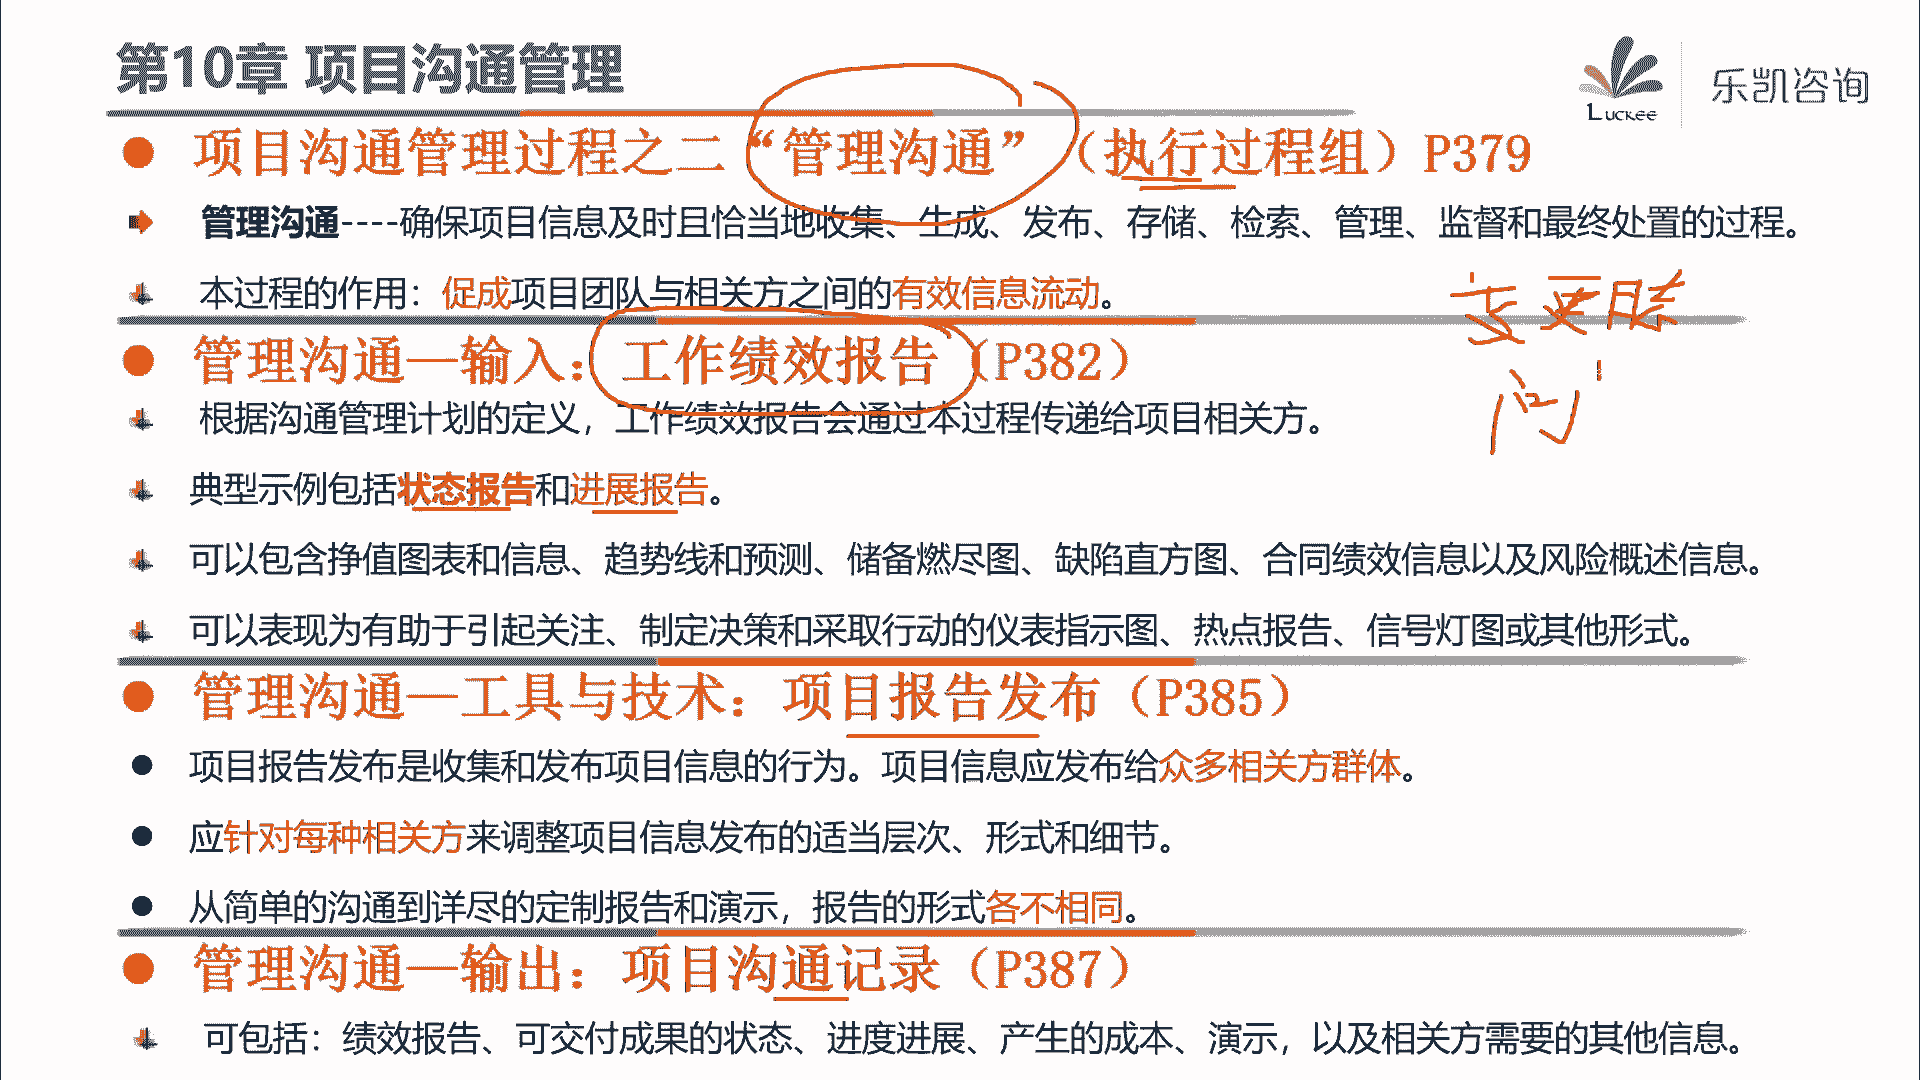 第10章 项目沟通管理
Luckee
乐凯咨询
项目沟通管理过程之二“管理沟通”（执行过程组）P379
管理沟通----确保项目信息及时且恰当地收集、生成、发布、存储、检索、管理、监督和最终处置的过程。
本过程的作用：促成项目团队与相关方之间的有效信息流动。
变更日志
问
管理沟通—输入：工作绩效报告（P382）
根据沟通管理计划的定义，工作绩效报告会通过本过程传递给项目相关方。
典型示例包括状态报告和进展报告。
可以包含挣值图表和信息、趋势线和预测、储备燃尽图、缺陷直方图、合同绩效信息以及风险概述信息。
可以表现为有助于引起关注、制定决策和采取行动的仪表指示图、热点报告、信号灯图或其他形式。
管理沟通—工具与技术：项目报告发布（P385）
项目报告发布是收集和发布项目信息的行为。项目信息应发布给众多相关方群体。
应针对每种相关方来调整项目信息发布的适当层次、形式和细节。
从简单的沟通到详尽的定制报告和演示，报告的形式各不相同。
管理沟通—输出：项目沟通记录（P387）
可包括：绩效报告、可交付成果的状态、进度进展、产生的成本、演示，以及相关方需要的其他信息。